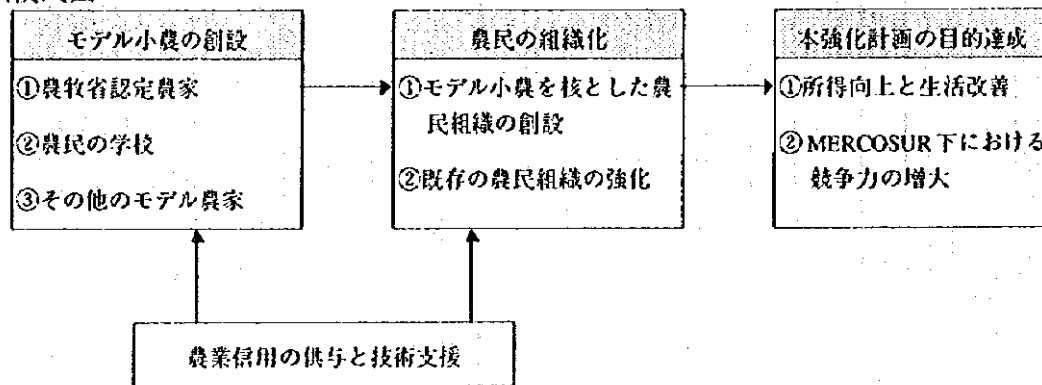 モデル小農の創設
①農牧省認定農家
②農民の学校
③その他のモデル農家
農民の組織化
①モデル小農を核とした農
民組織の創設
②既存の農民組織の強化
本強化計画の目的達成
①所得向上と生活改善
②MERCOSUR下における
競争力の増大
農業信用の供与と技術支援